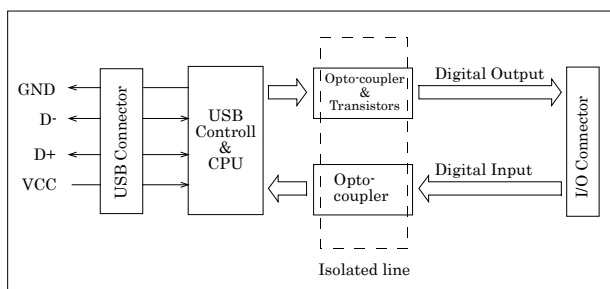 GND
D-
D+
VCC
USB Connector
USB
Controll
&
CPU
Opto-coupler
&
Transistors
Opto-
coupler
Isolated line
Digital Output
Digital Input
I/O Connector